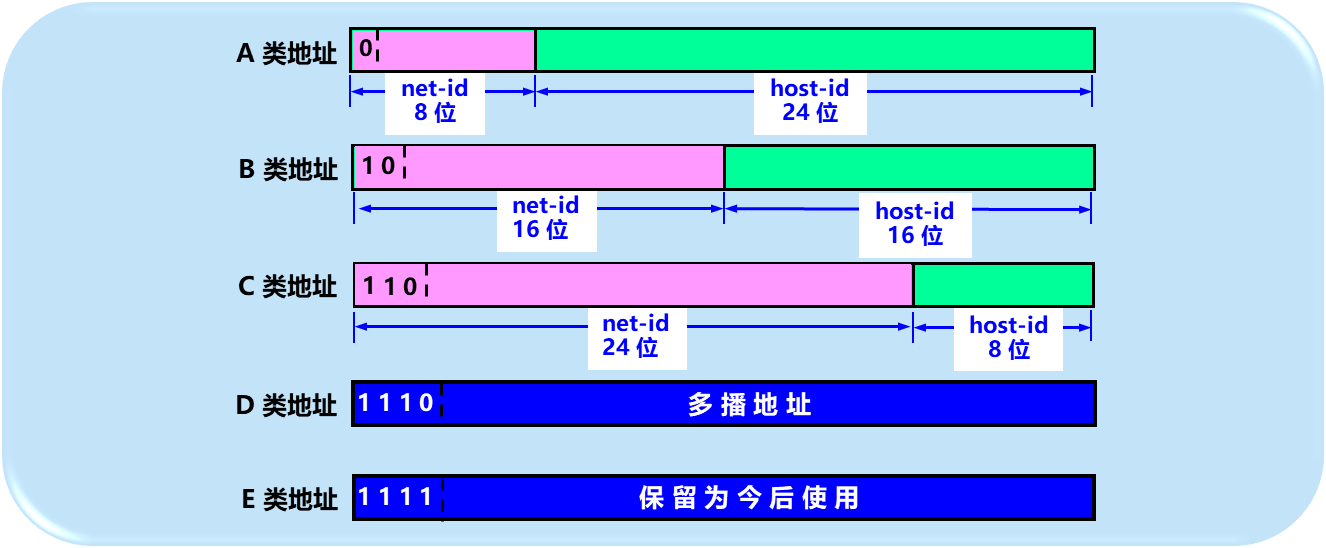 A 类地址
0
net-id
8 位
host-id
24 位
B 类地址
1 0
net-id
16 位
host-id
16 位
C 类地址
1 1 0
net-id
24 位
host-id
8 位
D 类地址
1 1 1 0
多 播 地 址
E 类地址
1 1 1 1
保 留 为 今 后 使 用